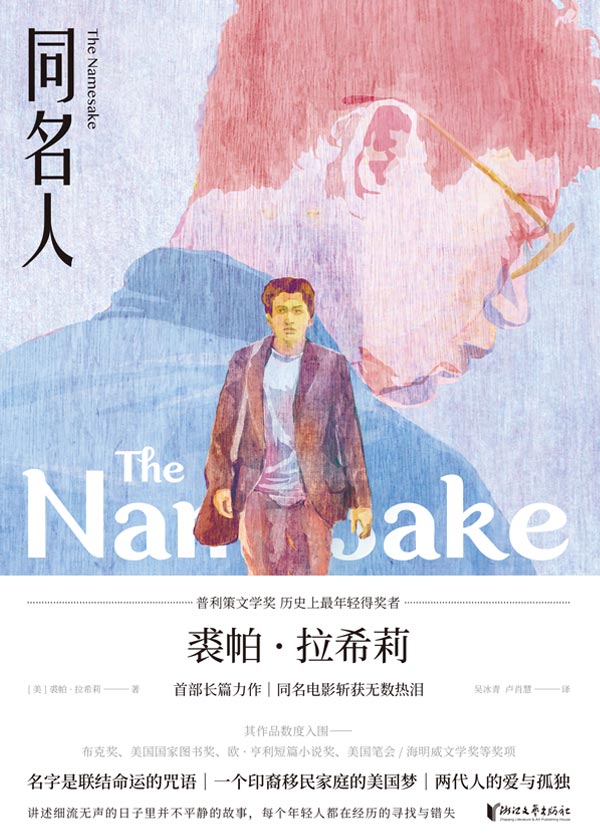 同名人
The Namesake
The
Namesake
普利策文学奖 历史上最年轻得奖者
裘帕·拉希莉
[美] 裘帕·拉希莉 —— 著
首部长篇力作|同名电影斩获无数热泪
吴冰青 卢肖慧 —— 译
其作品数度入围——
布克奖、美国国家图书奖、欧·亨利短篇小说奖、美国笔会 / 海明威文学奖等奖项
名字是联结命运的咒语|一个印裔移民家庭的美国梦|两代人的爱与孤独
讲述细流无声的日子里并不平静的故事，每个年轻人都在经历的寻找与错失
浙江文艺出版社
Zhejiang Literature & Art Publishing House